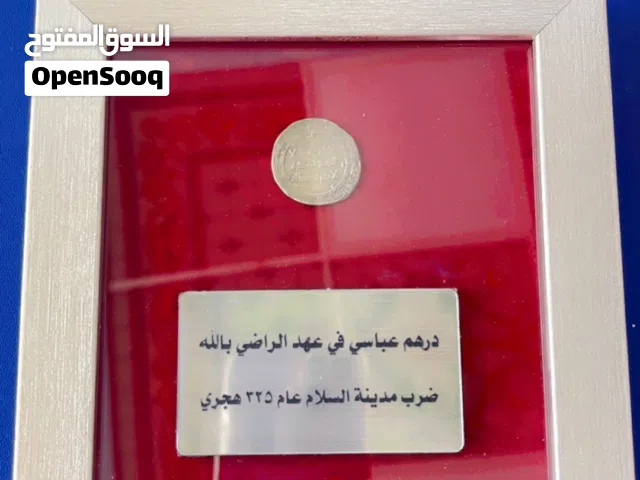 السوق المفتوح
OpenSooq
درهم عباسي في عهد الراضي بالله
ضرب مدينة السلام عام ٣٢٥ هجري